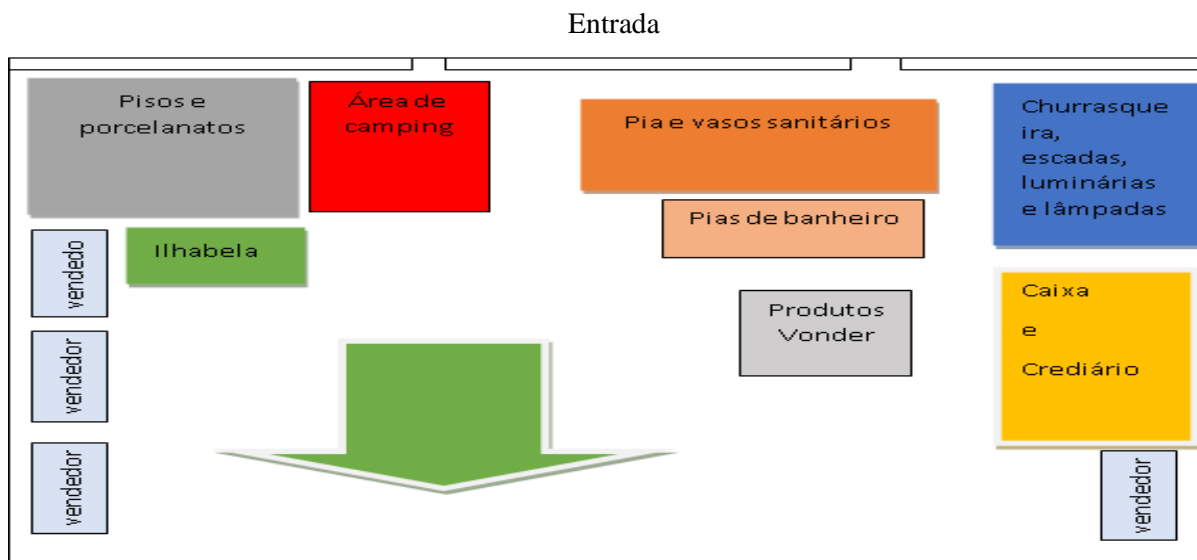 Entrada
Pisos e
porcelanatos
Área de
camping
Pia e vasos sanitários
Churrasque
ira,
escadas,
luminárias
e lâmpadas
Pias de banheiro
vendedo
Ilhabela
Produtos
Vonder
Caixa
e
Crediário
vendedor
vendedor
vendedor